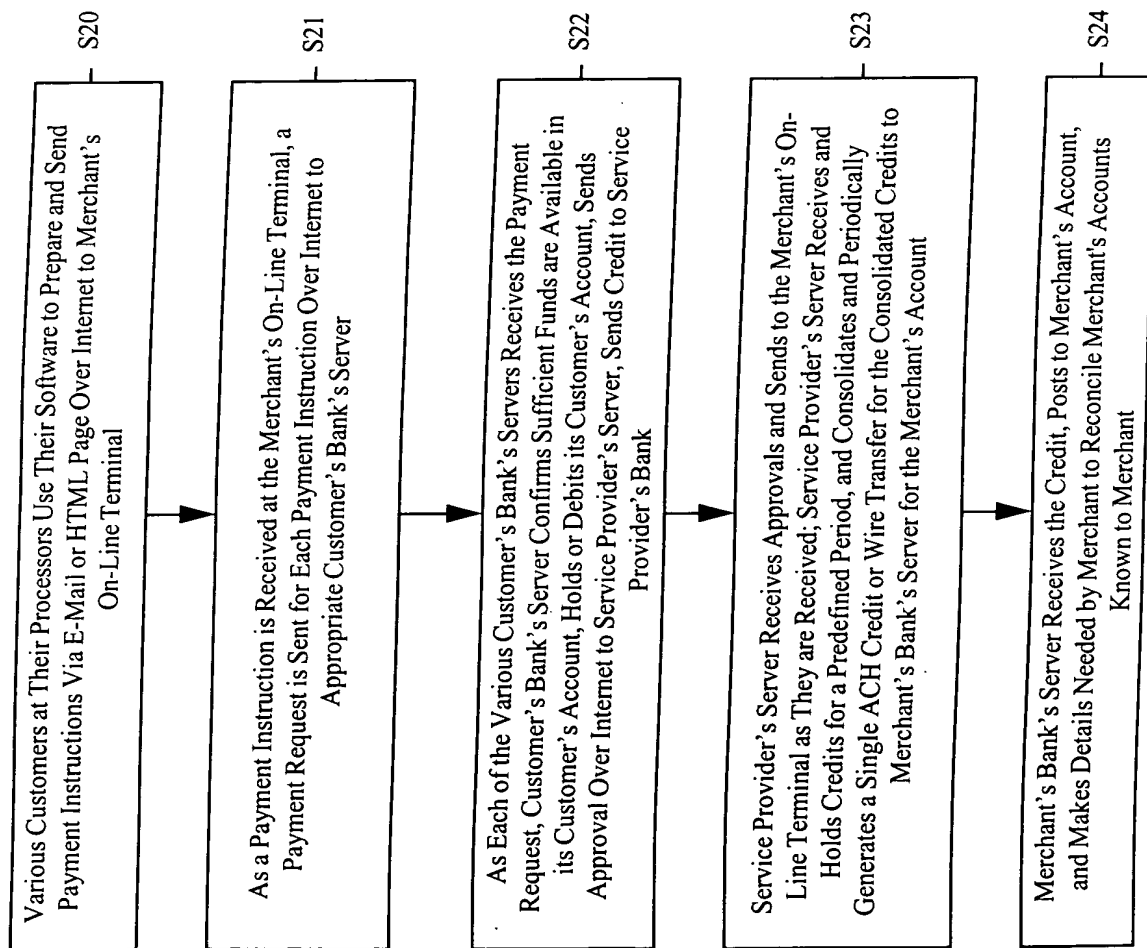 Various Customers at Their Processors Use Their Software to Prepare and Send
Payment Instructions Via E-Mail or HTML Page Over Internet to Merchant's
On-Line Terminal
S20
As a Payment Instruction is Received at the Merchant's On-Line Terminal, a
Payment Request is Sent for Each Payment Instruction Over Internet to
Appropriate Customer's Bank's Server
S21
As Each of the Various Customer's Bank's Servers Receives the Payment
Request, Customer's Bank's Server Confirms Sufficient Funds are Available in
its Customer's Account, Holds or Debits its Customer's Account, Sends
Approval Over Internet to Service Provider's Server, Sends Credit to Service
Provider's Bank
S22
Service Provider's Server Receives Approvals and Sends to the Merchant's On-
Line Terminal as They are Received; Service Provider's Server Receives and
Holds Credits for a Predefined Period, and Consolidates and Periodically
Generates a Single ACH Credit or Wire Transfer for the Consolidated Credits to
Merchant's Bank's Server for the Merchant's Account
S23
Merchant's Bank's Server Receives the Credit, Posts to Merchant's Account,
and Makes Details Needed by Merchant to Reconcile Merchant's Accounts
Known to Merchant
S24